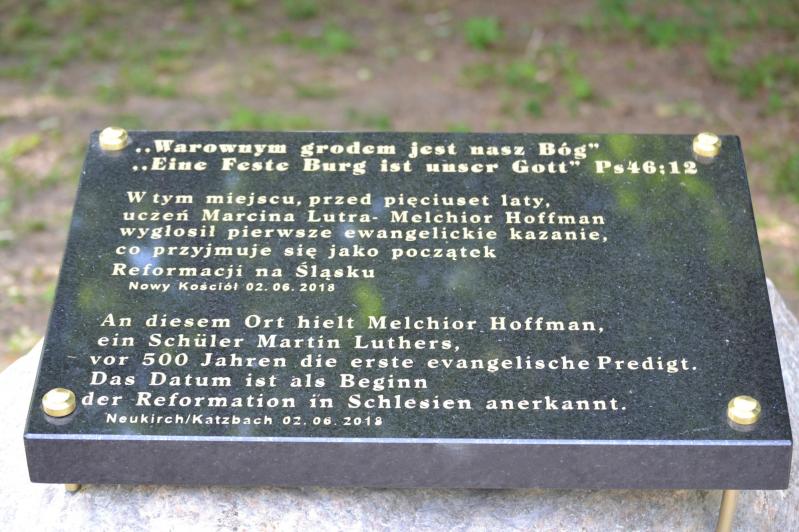 ,,Warownym grodem jest nasz Bóg"
,,Eine Feste Burg ist unser Gott" Ps46;12
W tym miejscu, przed pięciuset laty,
uczeń Marcina Lutra- Melchior Hoffman
wygłosił pierwsze ewangelickie kazanie,
co przyjmuje się jako początek
Reformacji na Śląsku
Nowy Kościół 02.06.2018
An diesem Ort hielt Melchior Hoffman,
ein Schüler Martin Luthers,
vor 500 Jahren die erste evangelische Predigt.
Das Datum ist als Beginn
der Reformation in Schlesien anerkannt.
Neukirch/Katzbach 02.06.2018